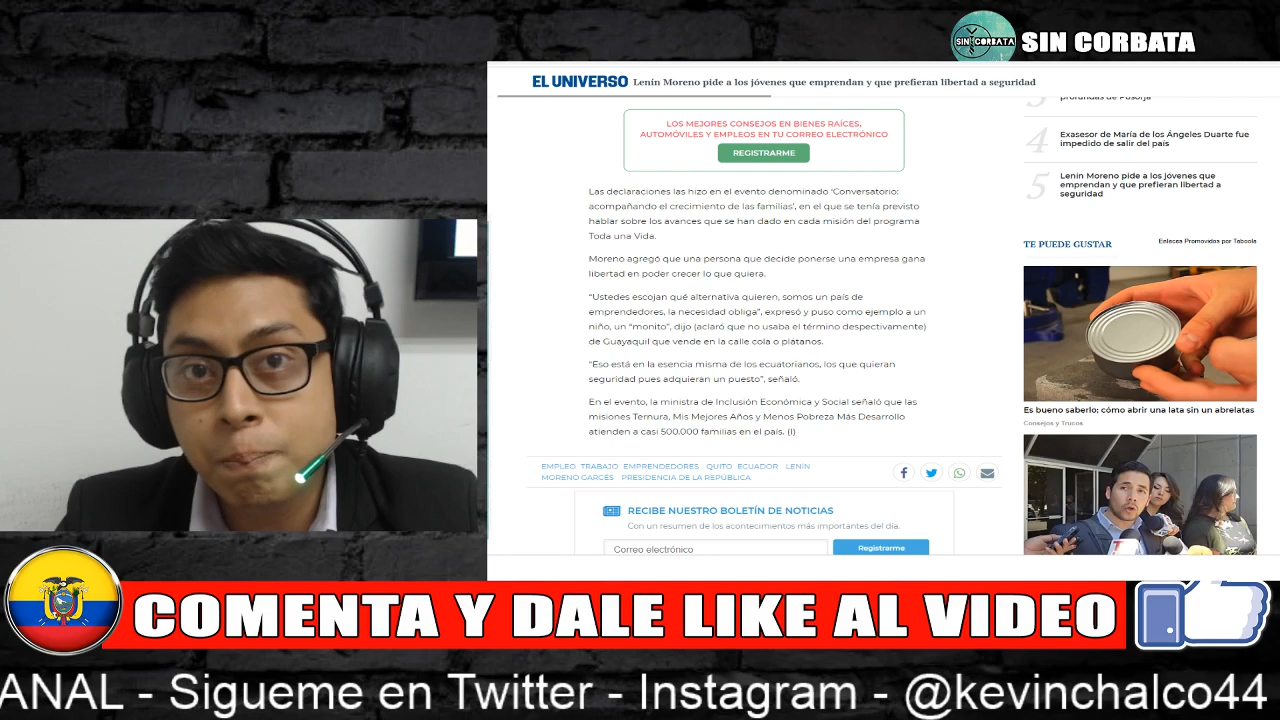 SIN CORBATA
SIN CORBATA
EL UNIVERSO Lenín Moreno pide a los jóvenes que emprendan y que prefieran libertad a seguridad
LOS MEJORES CONSEJOS EN BIENES RAÍCES,
AUTOMÓVILES Y EMPLEOS EN TU CORREO ELECTRÓNICO
REGISTRARME
Las declaraciones las hizo en el evento denominado 'Conversatorio:
acompañando el crecimiento de las familias', en el que se tenía previsto
hablar sobre los avances que se han dado en cada misión del programa
Toda una Vida.
Moreno agregó que una persona que decide ponerse una empresa gana
libertad en poder crecer lo que quiera.
"Ustedes escojan qué alternativa quieren, somos un país de
emprendedores, la necesidad obliga", expresó y puso como ejemplo a un
niño, un "monito", dijo (aclaró que no usaba el término despectivamente)
de Guayaquil que vende en la calle cola o plátanos.
"Eso está en la esencia misma de los ecuatorianos, los que quieran
seguridad pues adquieran un puesto", señaló.
En el evento, la ministra de Inclusión Económica y Social señaló que las
misiones Ternura, Mis Mejores Años y Menos Pobreza Más Desarrollo
atienden a casi 500.000 familias en el país. (I)
EMPLEO TRABAJO EMPRENDEDORES QUITO ECUADOR LENÍN
MORENO GARCÉS PRESIDENCIA DE LA REPÚBLICA
RECIBE NUESTRO BOLETÍN DE NOTICIAS
Con un resumen de los acontecimientos más importantes del día.
Correo electrónico
Registrarme
3
profundas de Posorja
4
Exasesor de María de los Ángeles Duarte fue
impedido de salir del país
5
Lenín Moreno pide a los jóvenes que
emprendan y que prefieran libertad a
seguridad
TE PUEDE GUSTAR
Enlaces Promovidos por Taboola
Es bueno saberlo: cómo abrir una lata sin un abrelatas
Consejos y Trucos
COMENTA Y DALE LIKE AL VIDEO
ANAL - Sigueme en Twitter - Instagram - @kevinchalco44